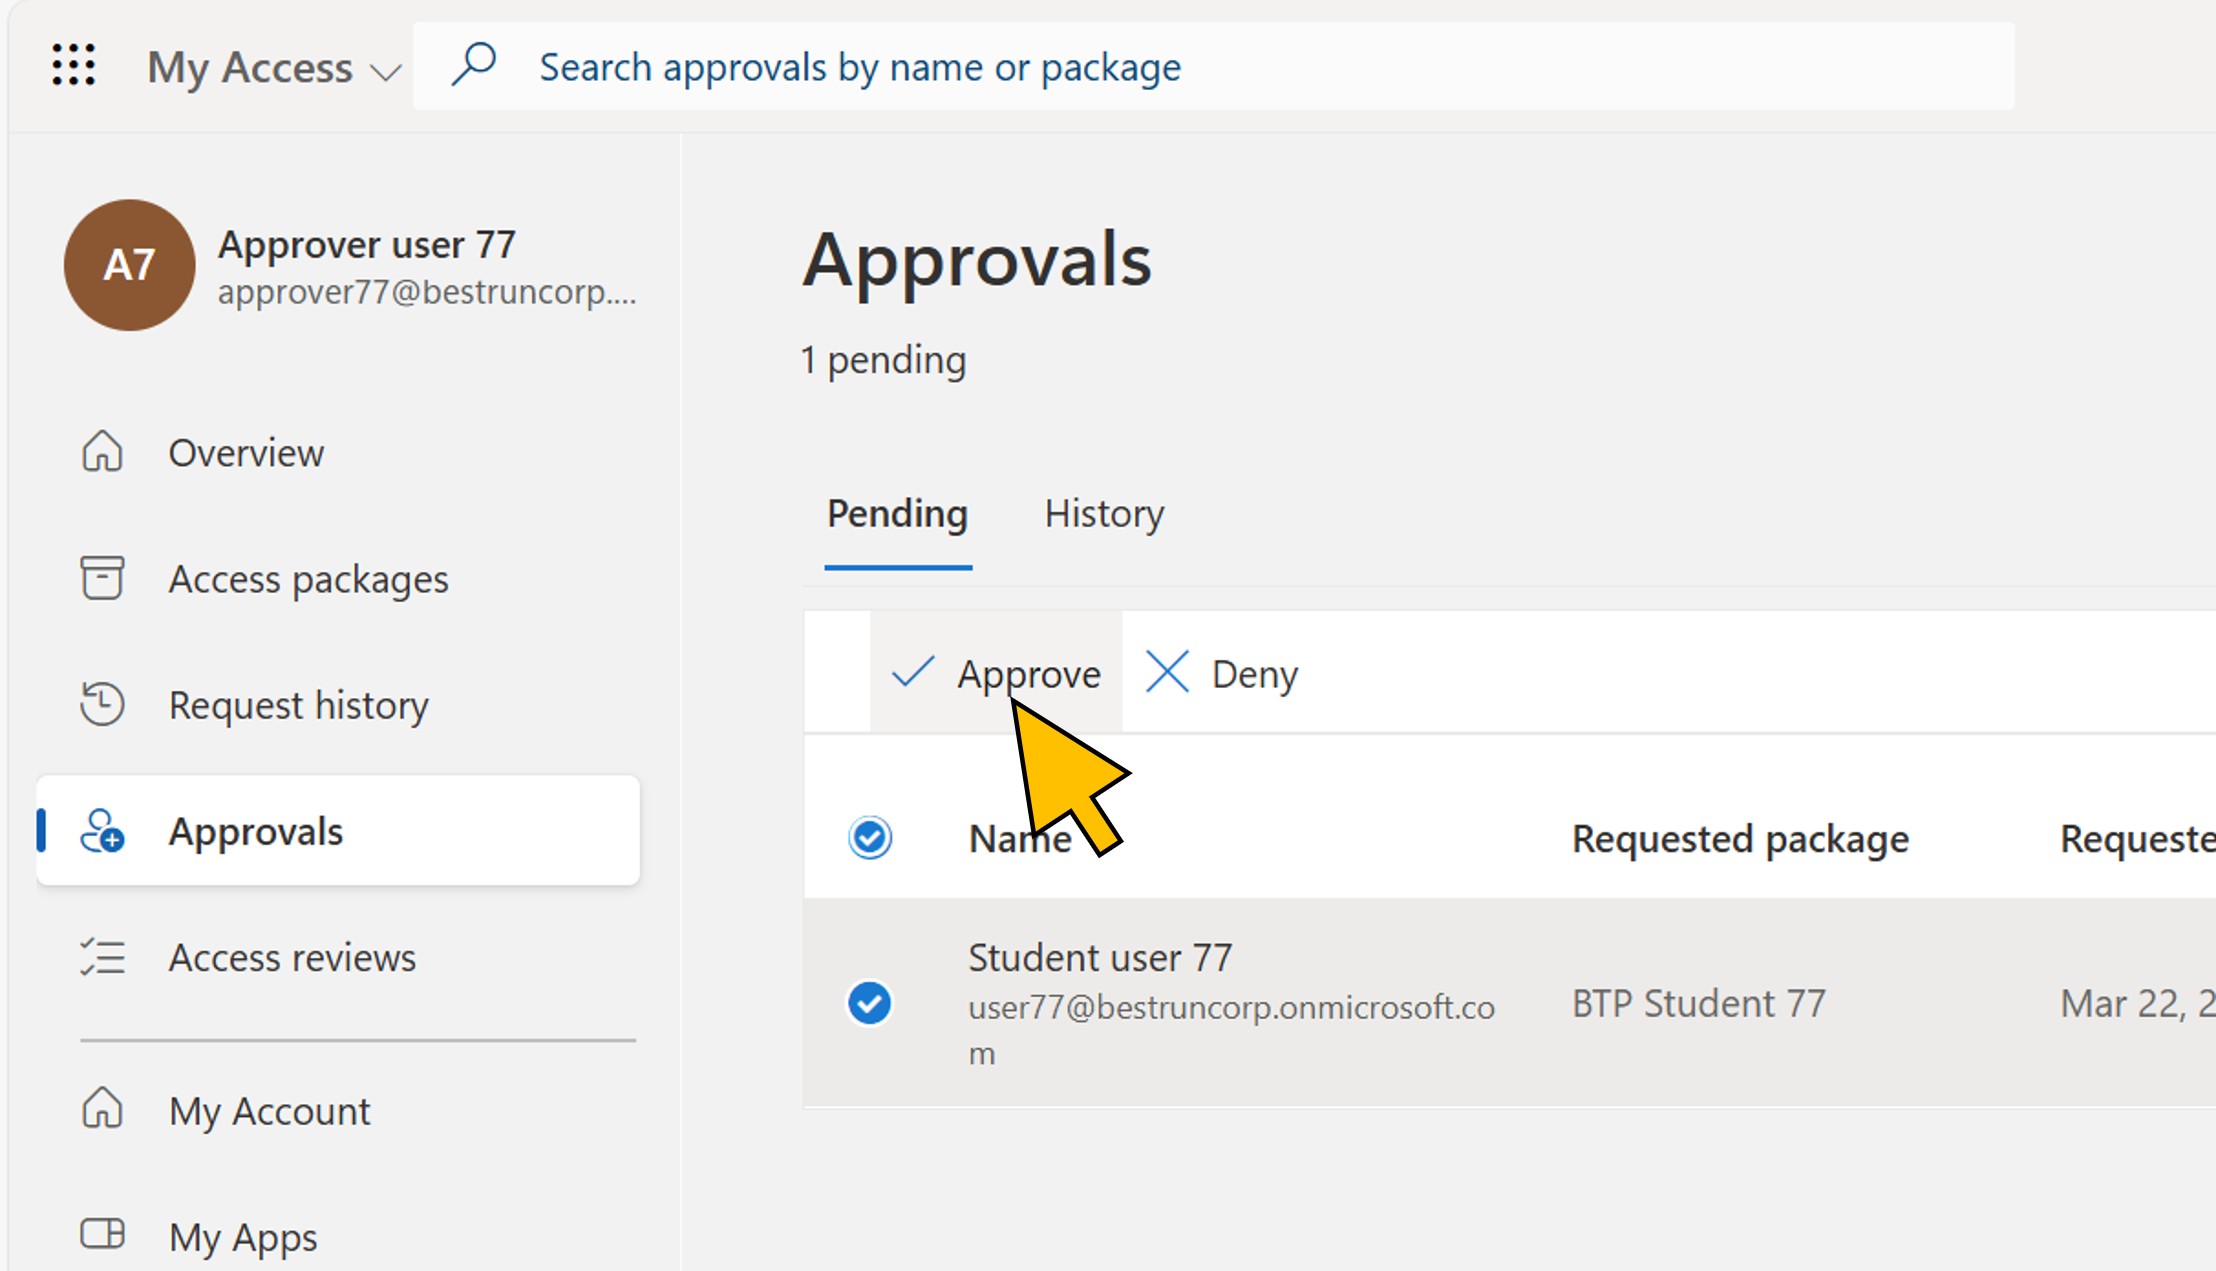 My Access
Search approvals by name or package
A7
Approver user 77
approver77@bestruncorp....
Overview
Access packages
Request history
Approvals
Access reviews
My Account
My Apps
Approvals
1 pending
Pending History
Approve Deny
Name Requested package Requeste
Student user 77
user77@bestruncorp.onmicrosoft.co
m
BTP Student 77
Mar 22, 2